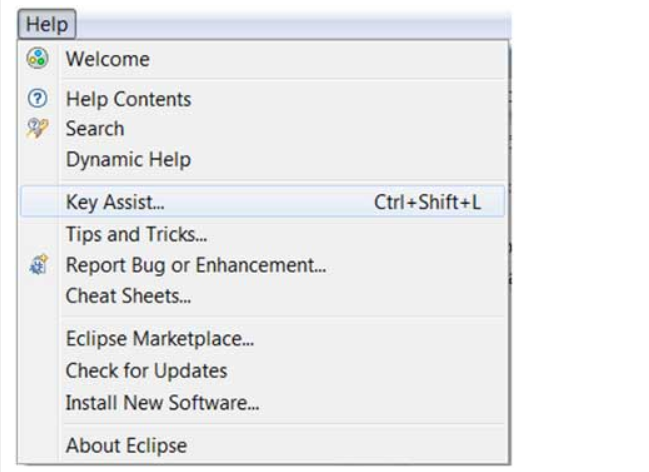 Help
Welcome
Help Contents
Search
Dynamic Help
Key Assist... Ctrl+Shift+L
Tips and Tricks...
Report Bug or Enhancement...
Cheat Sheets...
Eclipse Marketplace...
Check for Updates
Install New Software...
About Eclipse